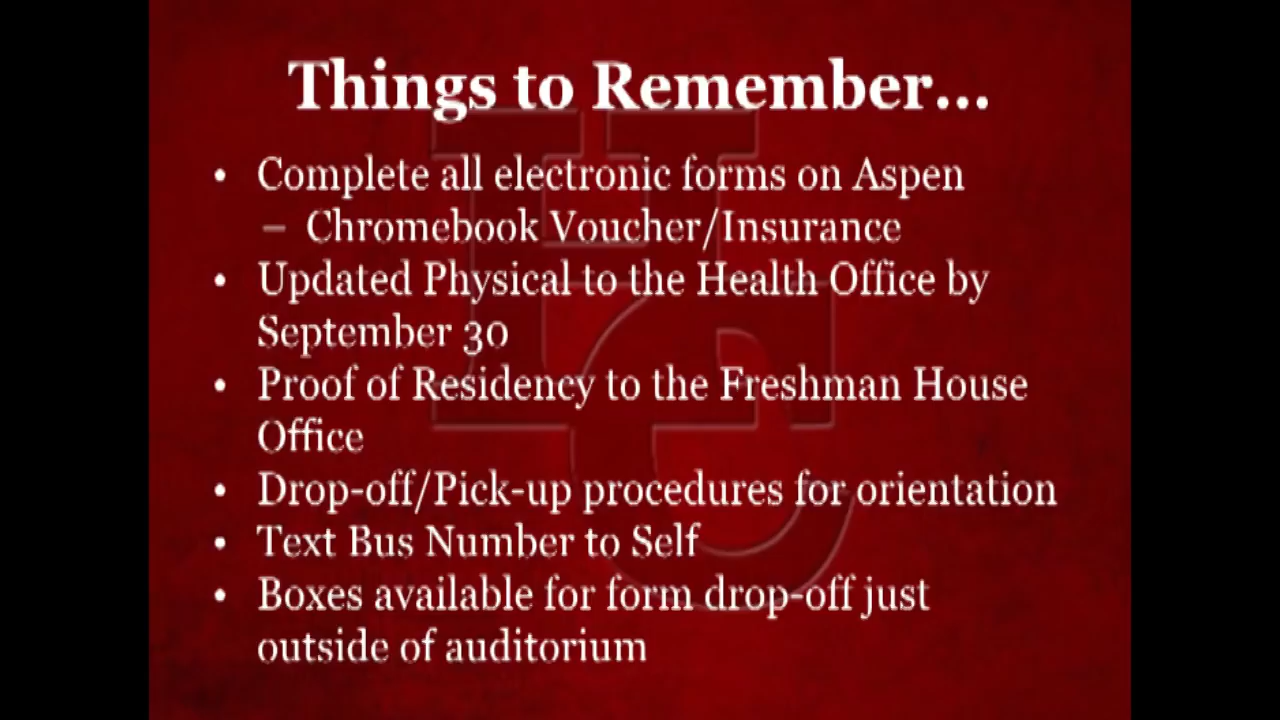 Things to Remember...
• Complete all electronic forms on Aspen
– Chromebook Voucher/Insurance
• Updated Physical to the Health Office by
September 30
• Proof of Residency to the Freshman House
Office
• Drop-off/Pick-up procedures for orientation
• Text Bus Number to Self
• Boxes available for form drop-off just
outside of auditorium